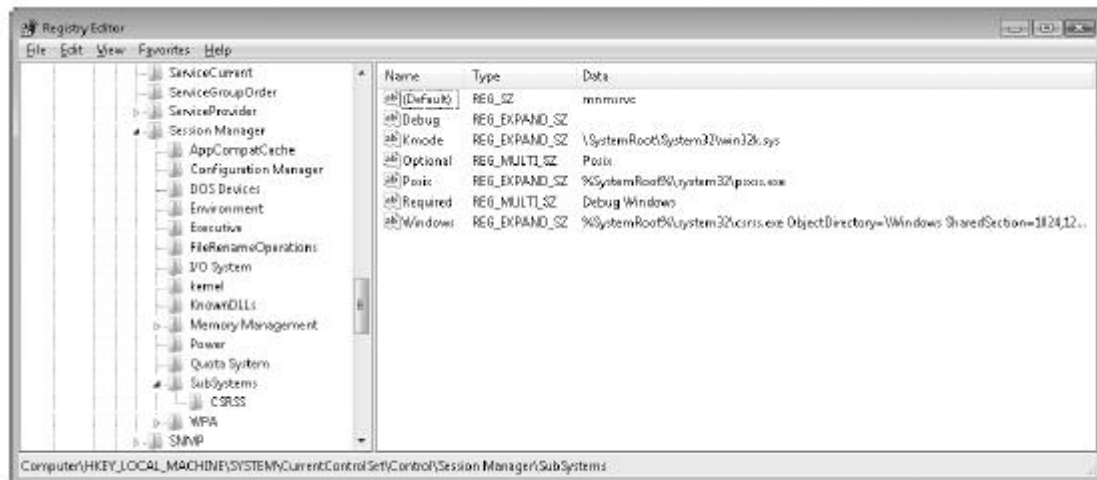 Registry Editor
File Edit View Favorites Help
ServiceCurrent
ServiceGroupOrder
ServiceProvider
Session Manager
AppCompatCache
Configuration Manager
DOS Devices
Environment
Executive
FileRenameOperations
I/O System
kernel
KnownDLLs
Memory Management
Power
Quota System
SubSystems
CSRSS
WPA
SNMP
Name Type Data
(Default) REG_SZ mnmsrvc
Debug REG_EXPAND_SZ
Kmode REG_EXPAND_SZ \SystemRoot\System32\win32k.sys
Optional REG_MULTI_SZ Posix
Posix REG_EXPAND_SZ %SystemRoot%\system32\psxss.exe
Required REG_MULTI_SZ Debug Windows
Windows REG_EXPAND_SZ %SystemRoot%\system32\csrss.exe ObjectDirectory=\Windows SharedSection=1024,12...
Computer\HKEY_LOCAL_MACHINE\SYSTEM\CurrentControlSet\Control\Session Manager\SubSystems